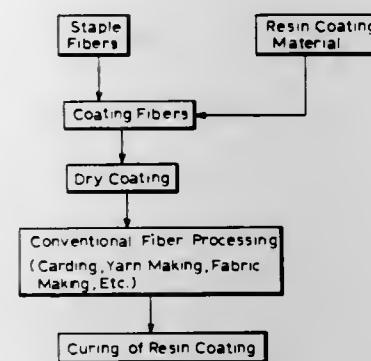 Staple
Fibers
Resin Coating
Material
Coating Fibers
Dry Coating
Conventional Fiber Processing
(Carding, Yarn Making, Fabric
Making, Etc.)
Curing of Resin Coating